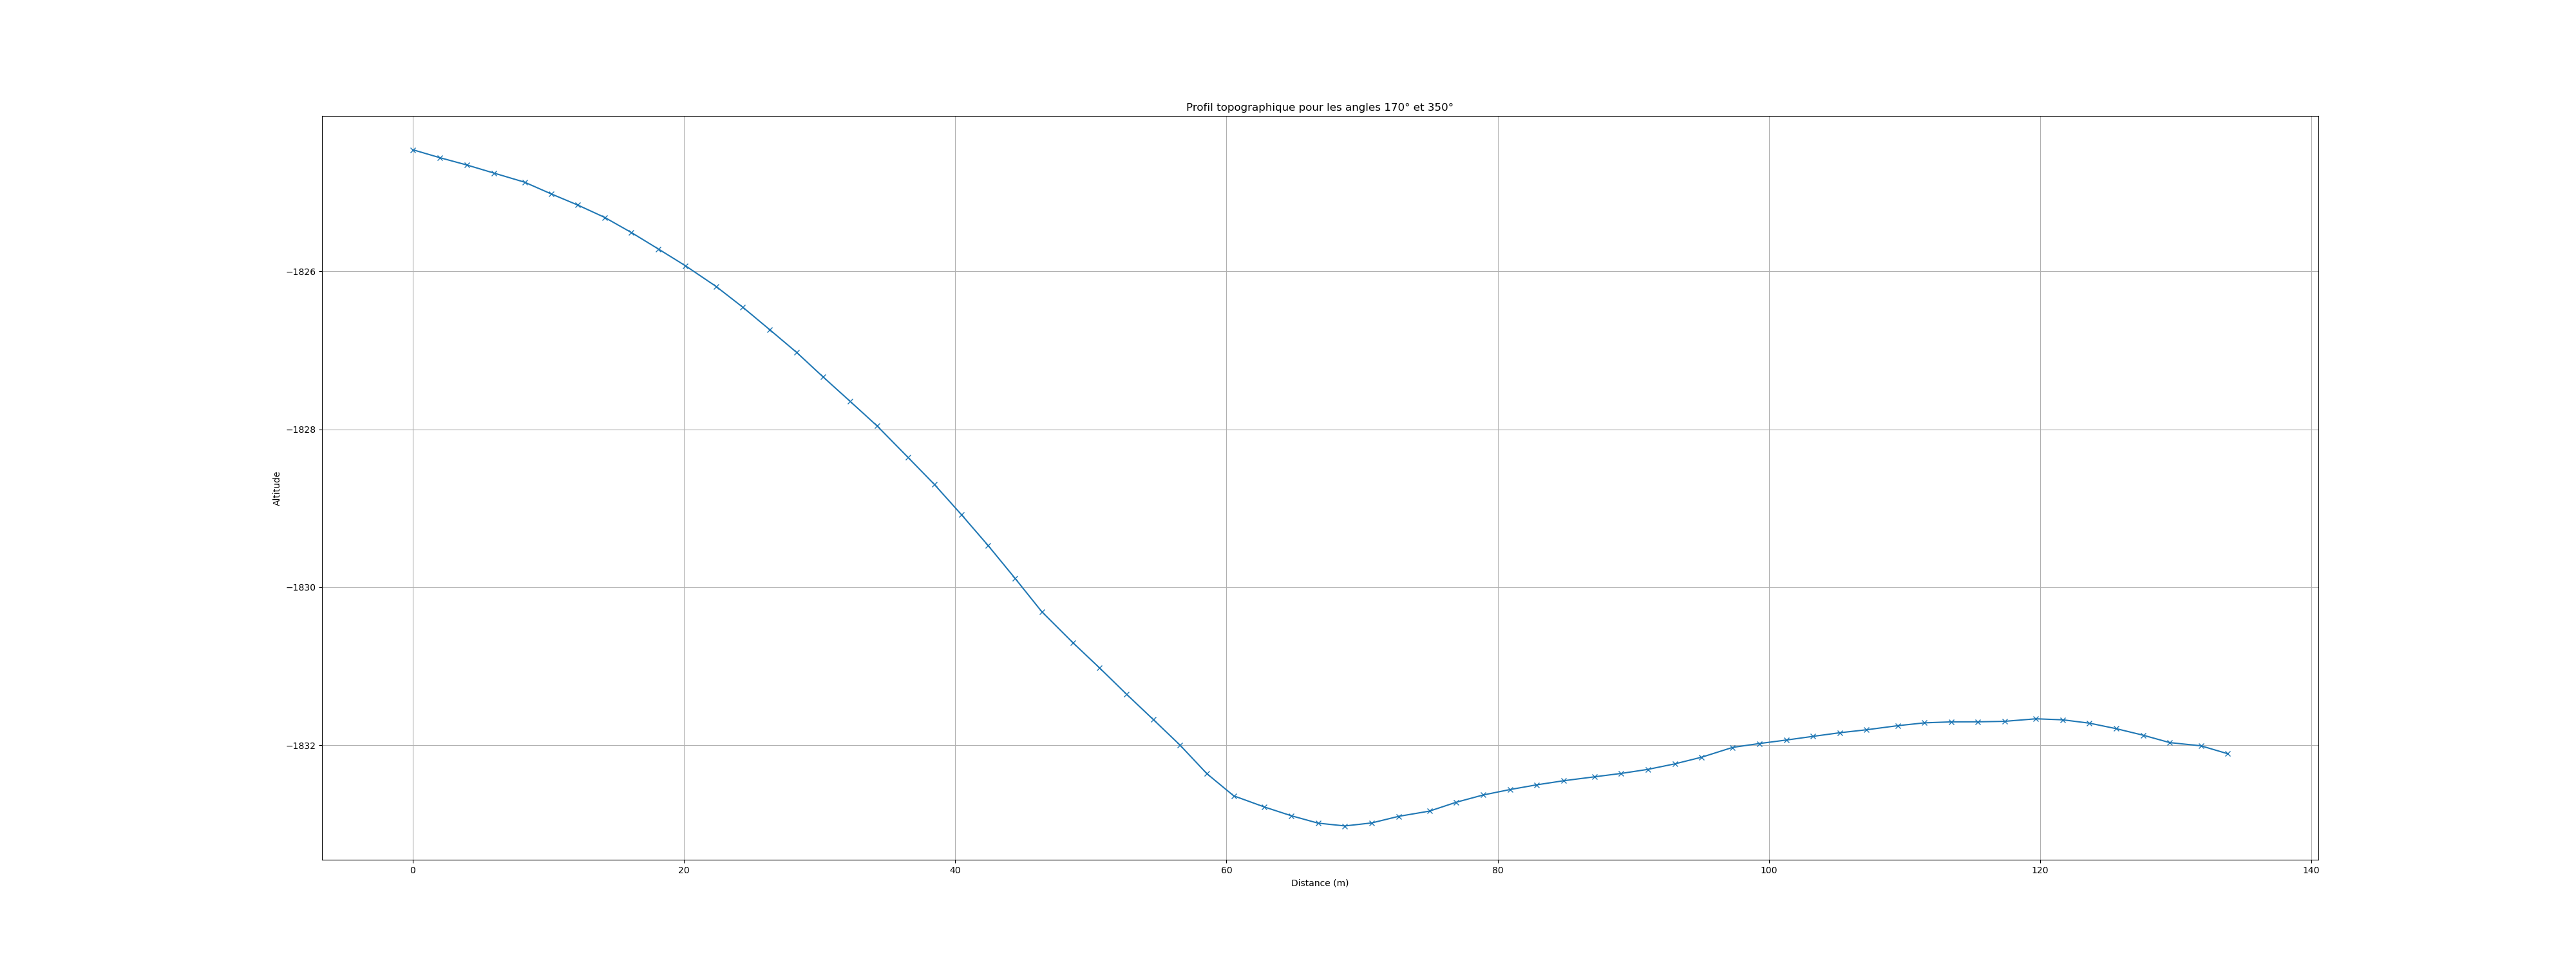 Profil topographique pour les angles 170° et 350°
Altitude
−1826
−1828
−1830
−1832
0 20 40 60 80 100 120 140
Distance (m)